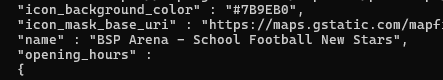 "icon_background_color" : "#7B9EB0",
"icon_mask_base_uri" : "https://maps.gstatic.com/mapfi
"name" : "BSP Arena - School Football New Stars",
"opening_hours" :
{